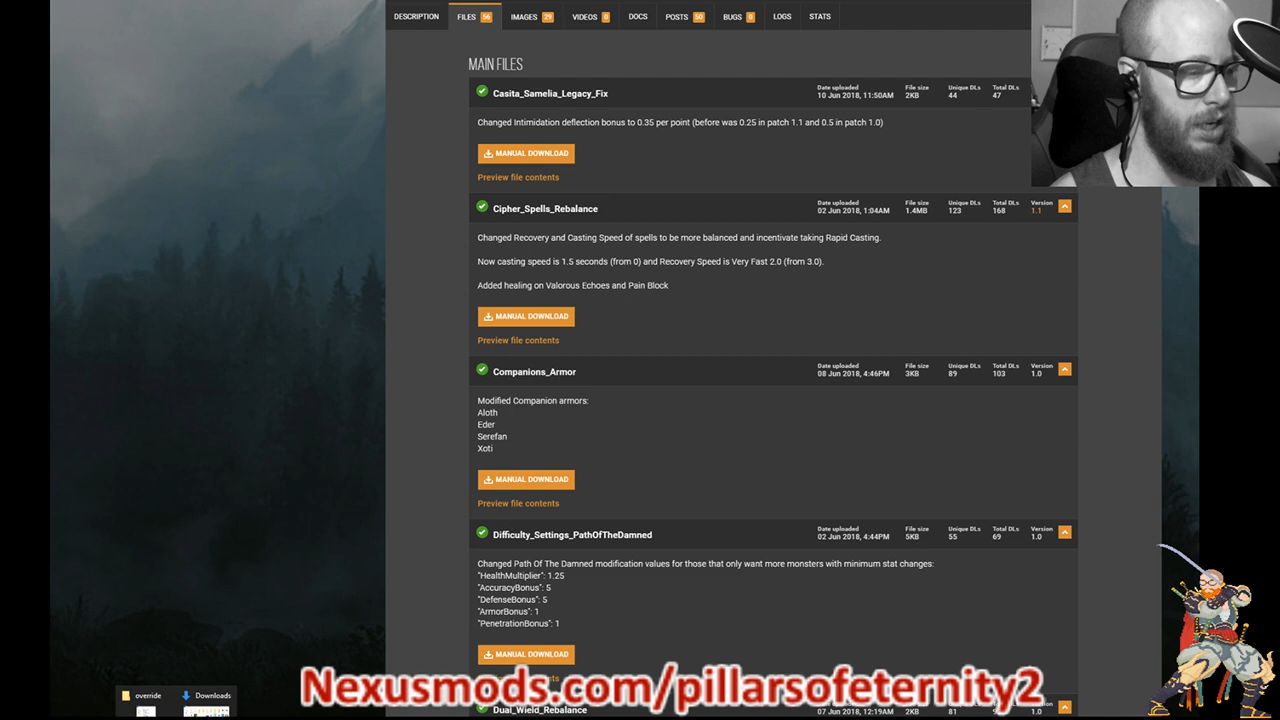 DESCRIPTION FILES 56 IMAGES 29 VIDEOS 0 DOCS POSTS 50 BUGS 0 LOGS STATS
MAIN FILES
Casita_Samelia_Legacy_Fix
Date uploaded File size Unique DLs Total DLs
10 Jun 2018, 11:50AM 2KB 44 47
Changed Intimidation deflection bonus to 0.35 per point (before was 0.25 in patch 1.1 and 0.5 in patch 1.0)
MANUAL DOWNLOAD
Preview file contents
Cipher_Spells_Rebalance
Date uploaded File size Unique DLs Total DLs Version
02 Jun 2018, 1:04AM 1.4MB 123 168 1.1
Changed Recovery and Casting Speed of spells to be more balanced and incentivate taking Rapid Casting.
Now casting speed is 1.5 seconds (from 0) and Recovery Speed is Very Fast 2.0 (from 3.0).
Added healing on Valorous Echoes and Pain Block
MANUAL DOWNLOAD
Preview file contents
Companions_Armor
Date uploaded File size Unique DLs Total DLs Version
08 Jun 2018, 4:46PM 3KB 89 103 1.0
Modified Companion armors:
Aloth
Eder
Serefan
Xoti
MANUAL DOWNLOAD
Preview file contents
Difficulty_Settings_PathOfTheDamned
Date uploaded File size Unique DLs Total DLs Version
02 Jun 2018, 4:44PM 5KB 55 69 1.0
Changed Path Of The Damned modification values for those that only want more monsters with minimum stat changes:
"HealthMultiplier": 1.25
"AccuracyBonus": 5
"DefenseBonus": 5
"ArmorBonus": 1
"PenetrationBonus": 1
MANUAL DOWNLOAD
Nexusmods.com/pillarsofeternity2
override Downloads
Dual_Wield_Rebalance
07 Jun 2018, 12:19AM 2KB 81 1.0